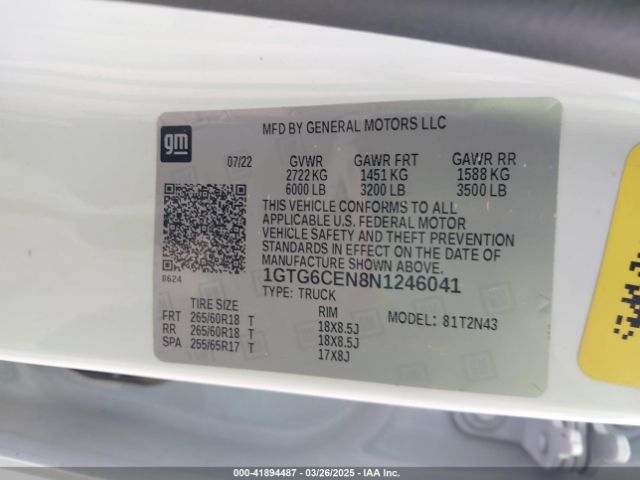 gm
MFD BY GENERAL MOTORS LLC
07/22 GVWR GAWR FRT GAWR RR
2722 KG 1451 KG 1588 KG
6000 LB 3200 LB 3500 LB
THIS VEHICLE CONFORMS TO ALL
APPLICABLE U.S. FEDERAL MOTOR
VEHICLE SAFETY AND THEFT PREVENTION
STANDARDS IN EFFECT ON THE DATE OF
MANUFACTURE SHOWN ABOVE.
8624
1GTG6CEN8N1246041
TYPE: TRUCK
TIRE SIZE RIM MODEL: 81T2N43
FRT 265/60R18 T 18X8.5J
RR 265/60R18 T 18X8.5J
SPA 255/65R17 T 17X8J
000-41894487 — 03/26/2025 — IAA Inc.